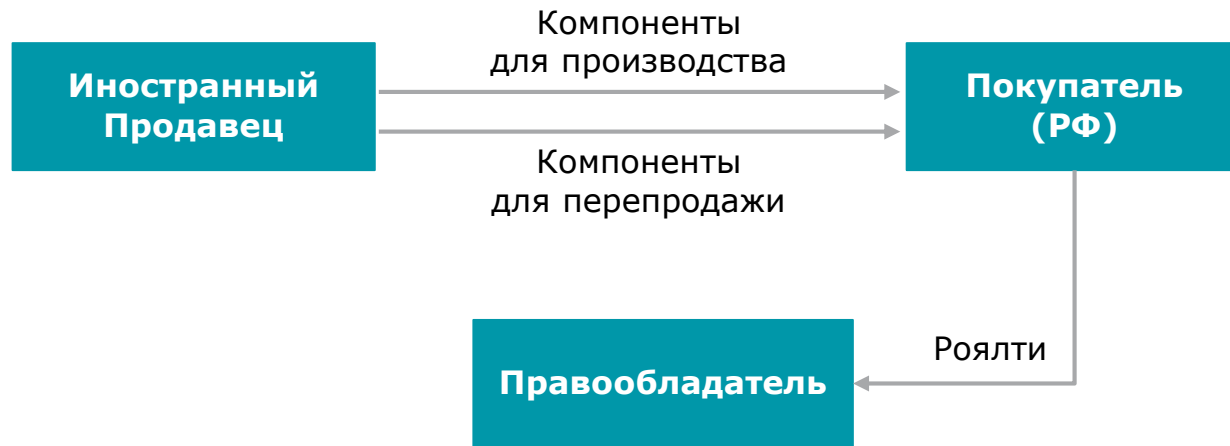 Компоненты
для производства
Иностранный
Продавец
Покупатель
(РФ)
Компоненты
для перепродажи
Роялти
Правообладатель